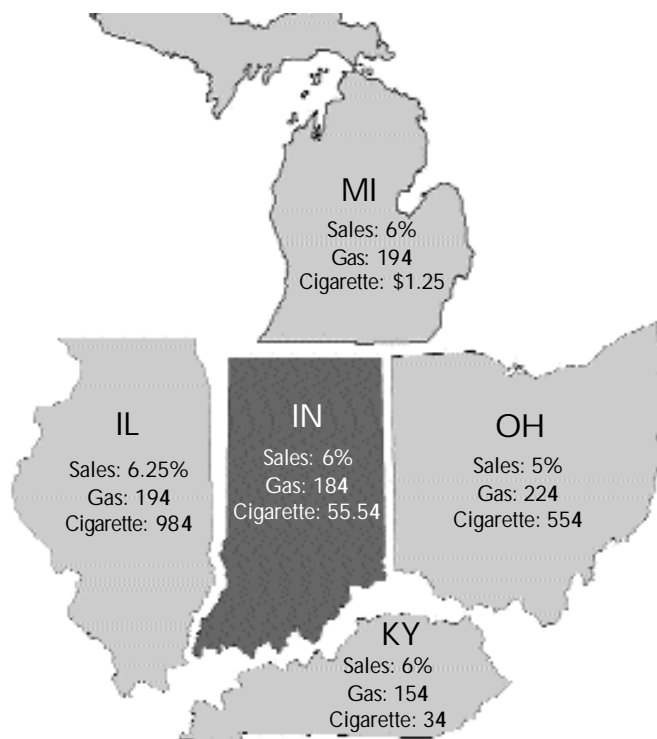 MI
Sales: 6%
Gas: 194
Cigarette: $1.25
IL
Sales: 6.25%
Gas: 194
Cigarette: 984
IN
Sales: 6%
Gas: 184
Cigarette: 55.54
OH
Sales: 5%
Gas: 224
Cigarette: 554
KY
Sales: 6%
Gas: 154
Cigarette: 34